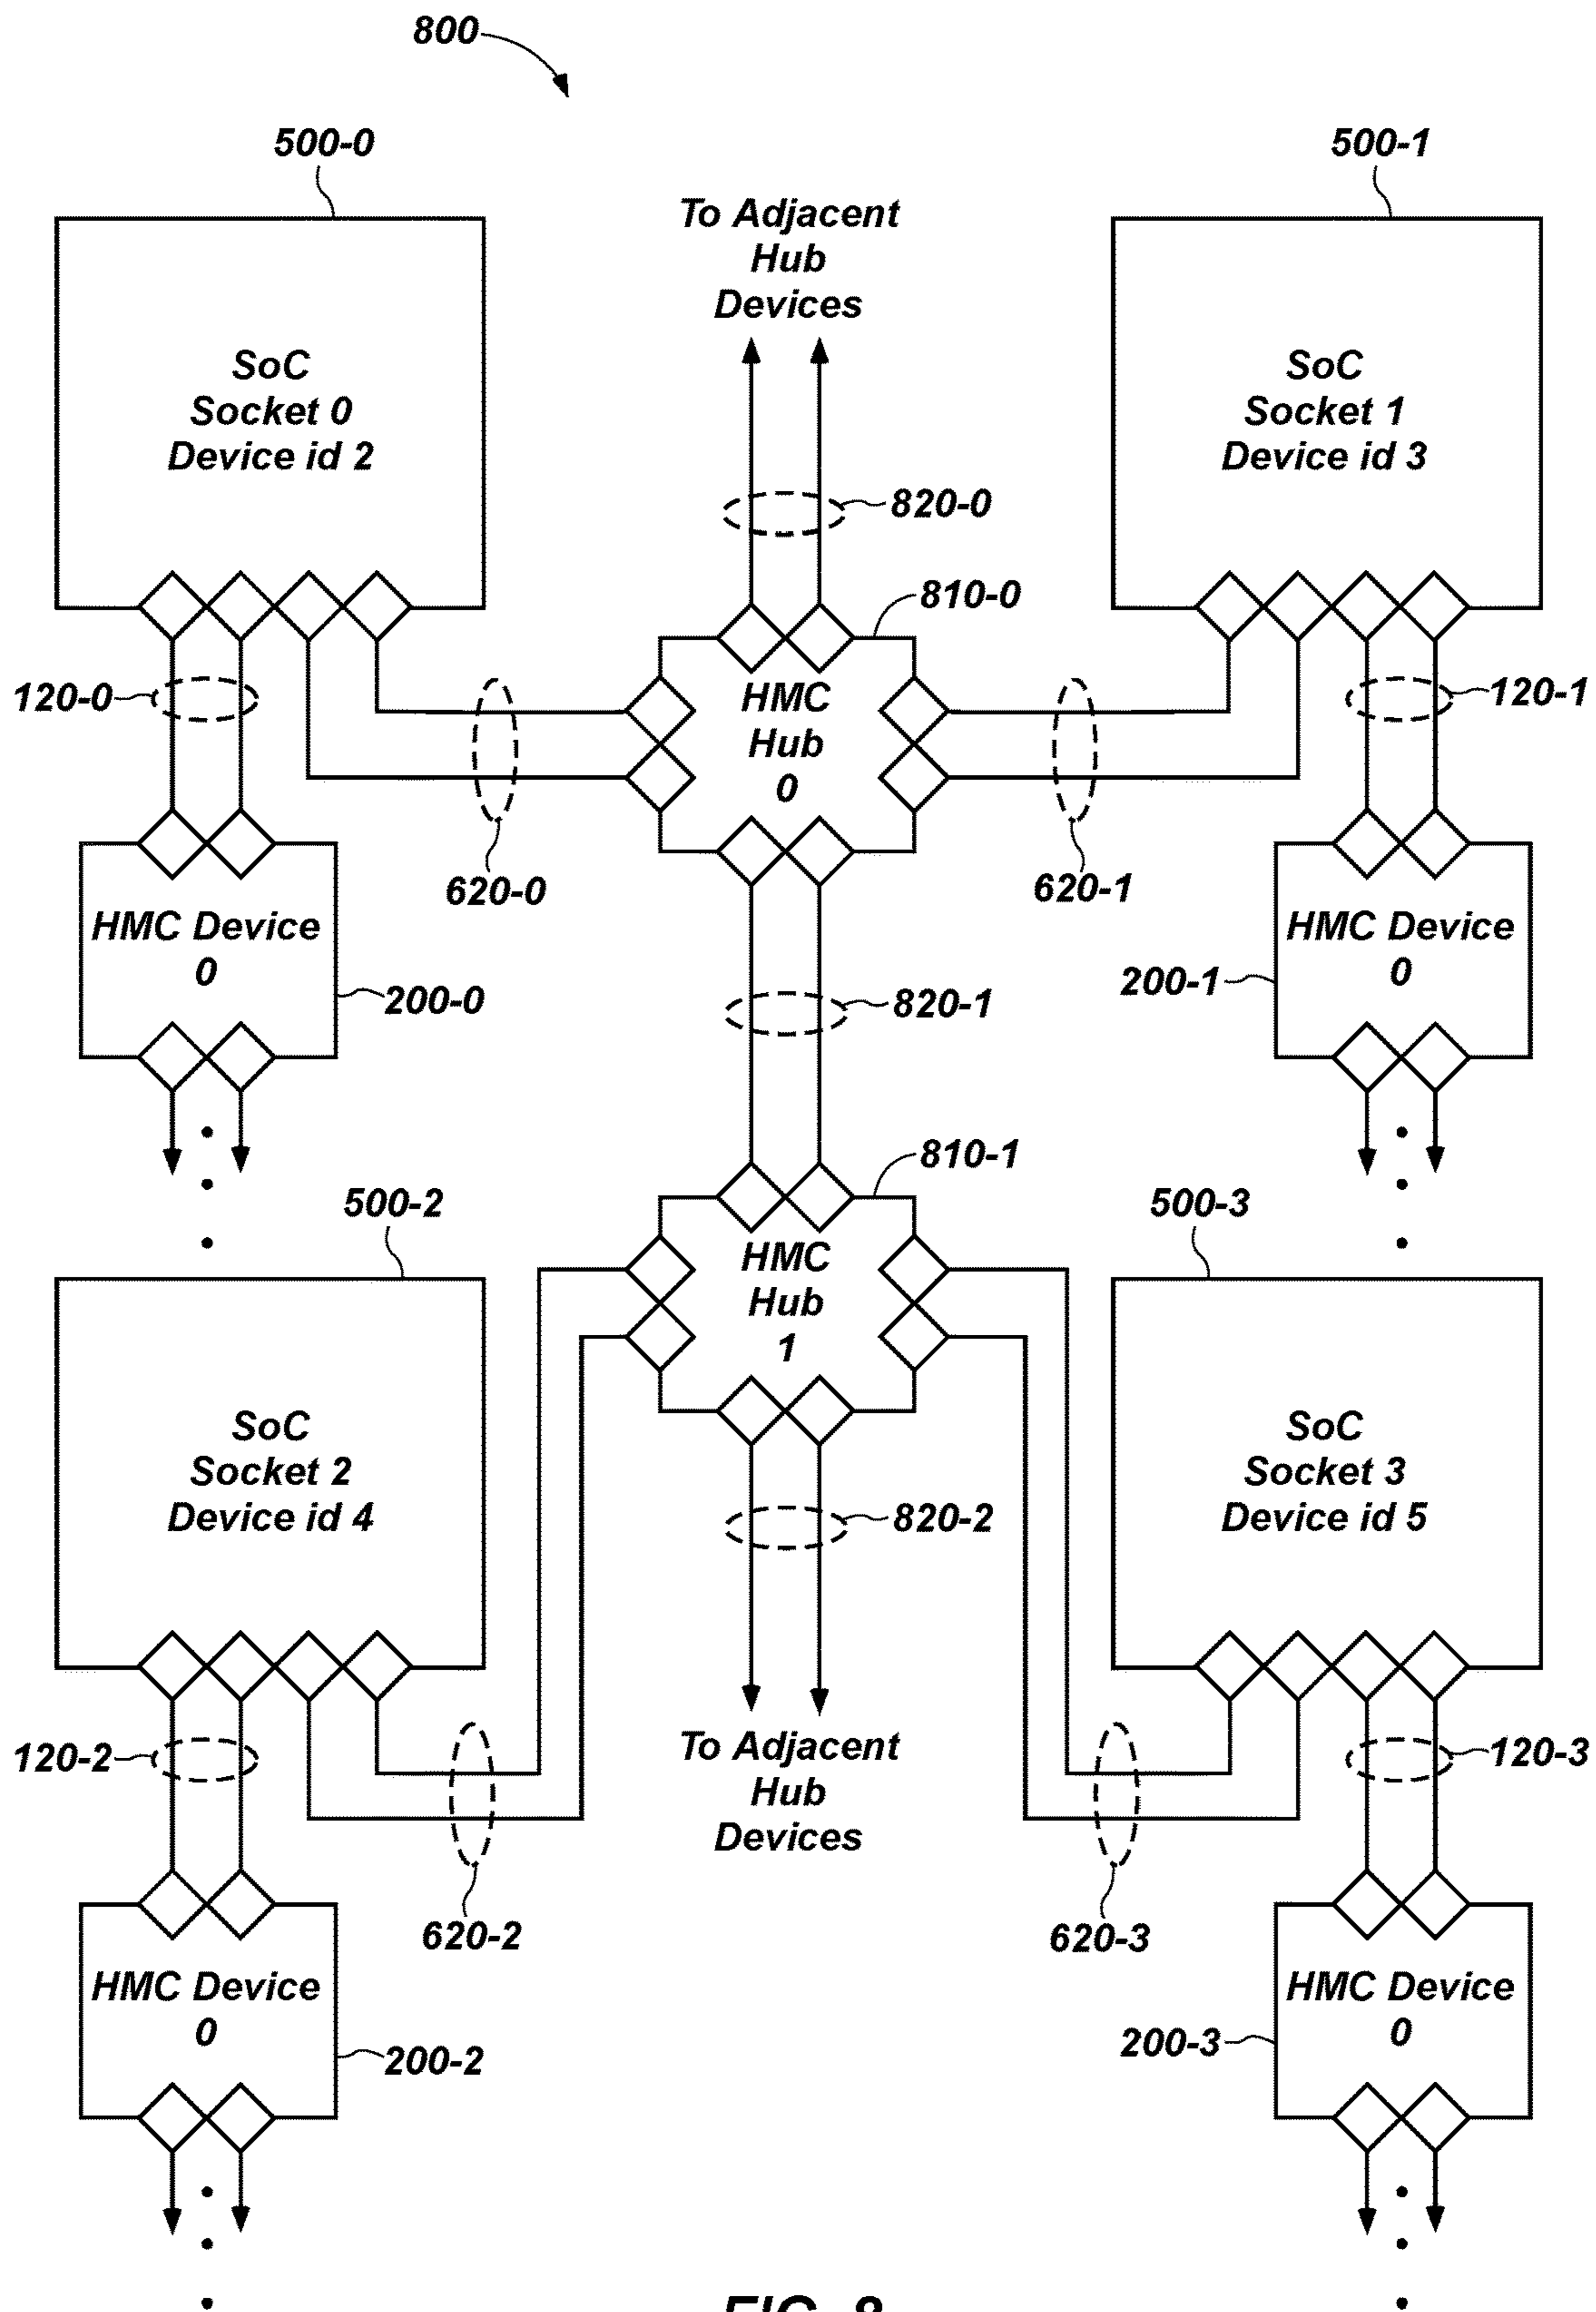 800
500-0
500-1
To Adjacent
Hub
Devices
SoC
Socket 0
Device id 2
SoC
Socket 1
Device id 3
820-0
810-0
120-0
HMC
Hub
0
120-1
620-0
620-1
HMC Device
0
200-0
HMC Device
0
200-1
820-1
810-1
500-2
500-3
HMC
Hub
1
SoC
Socket 2
Device id 4
SoC
Socket 3
Device id 5
820-2
120-2
To Adjacent
Hub
Devices
120-3
620-2
620-3
HMC Device
0
200-2
HMC Device
0
200-3
FIG. 8